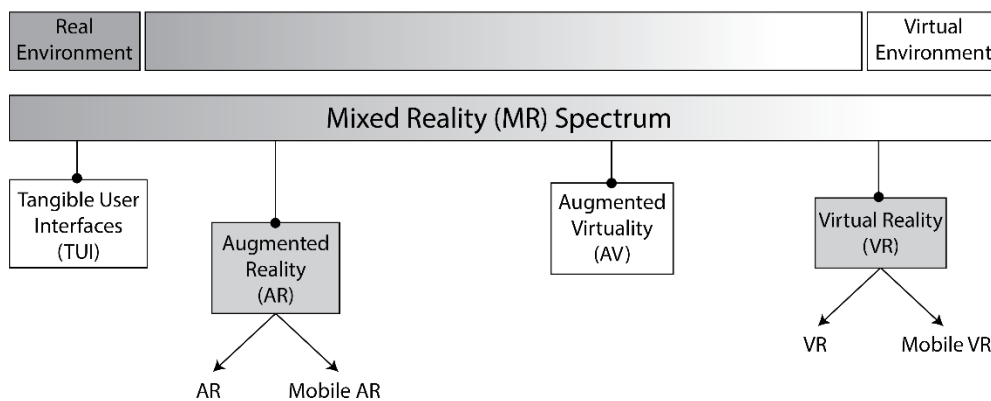 Real
Environment
Virtual
Environment
Mixed Reality (MR) Spectrum
Tangible User
Interfaces
(TUI)
Augmented
Reality
(AR)
Augmented
Virtuality
(AV)
Virtual Reality
(VR)
AR
Mobile AR
VR
Mobile VR